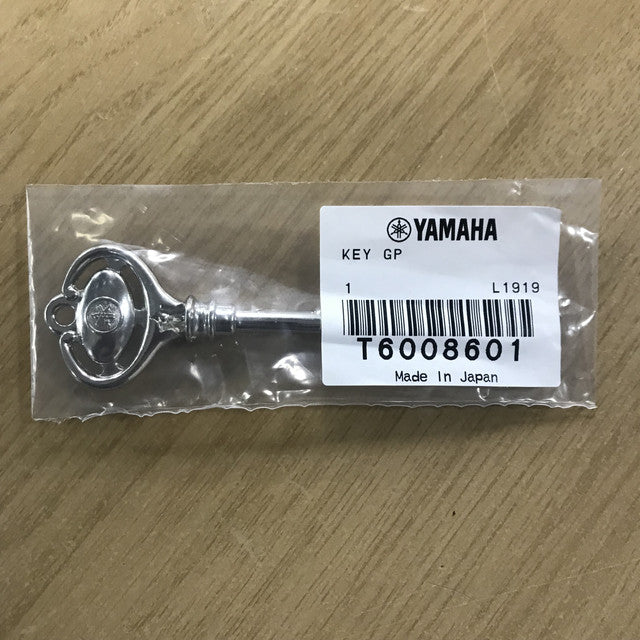 YAMAHA
KEY GP
1 L1919
T6008601
Made In Japan